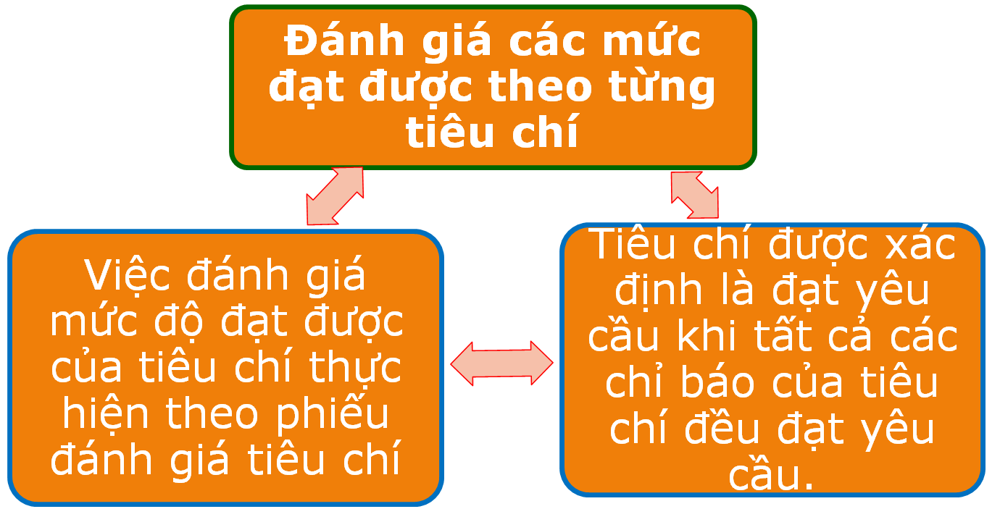 Đánh giá các mức
đạt được theo từng
tiêu chí
Việc đánh giá
mức độ đạt được
của tiêu chí thực
hiện theo phiếu
đánh giá tiêu chí
Tiêu chí được xác
định là đạt yêu
cầu khi tất cả các
chỉ báo của tiêu
chí đều đạt yêu
cầu.